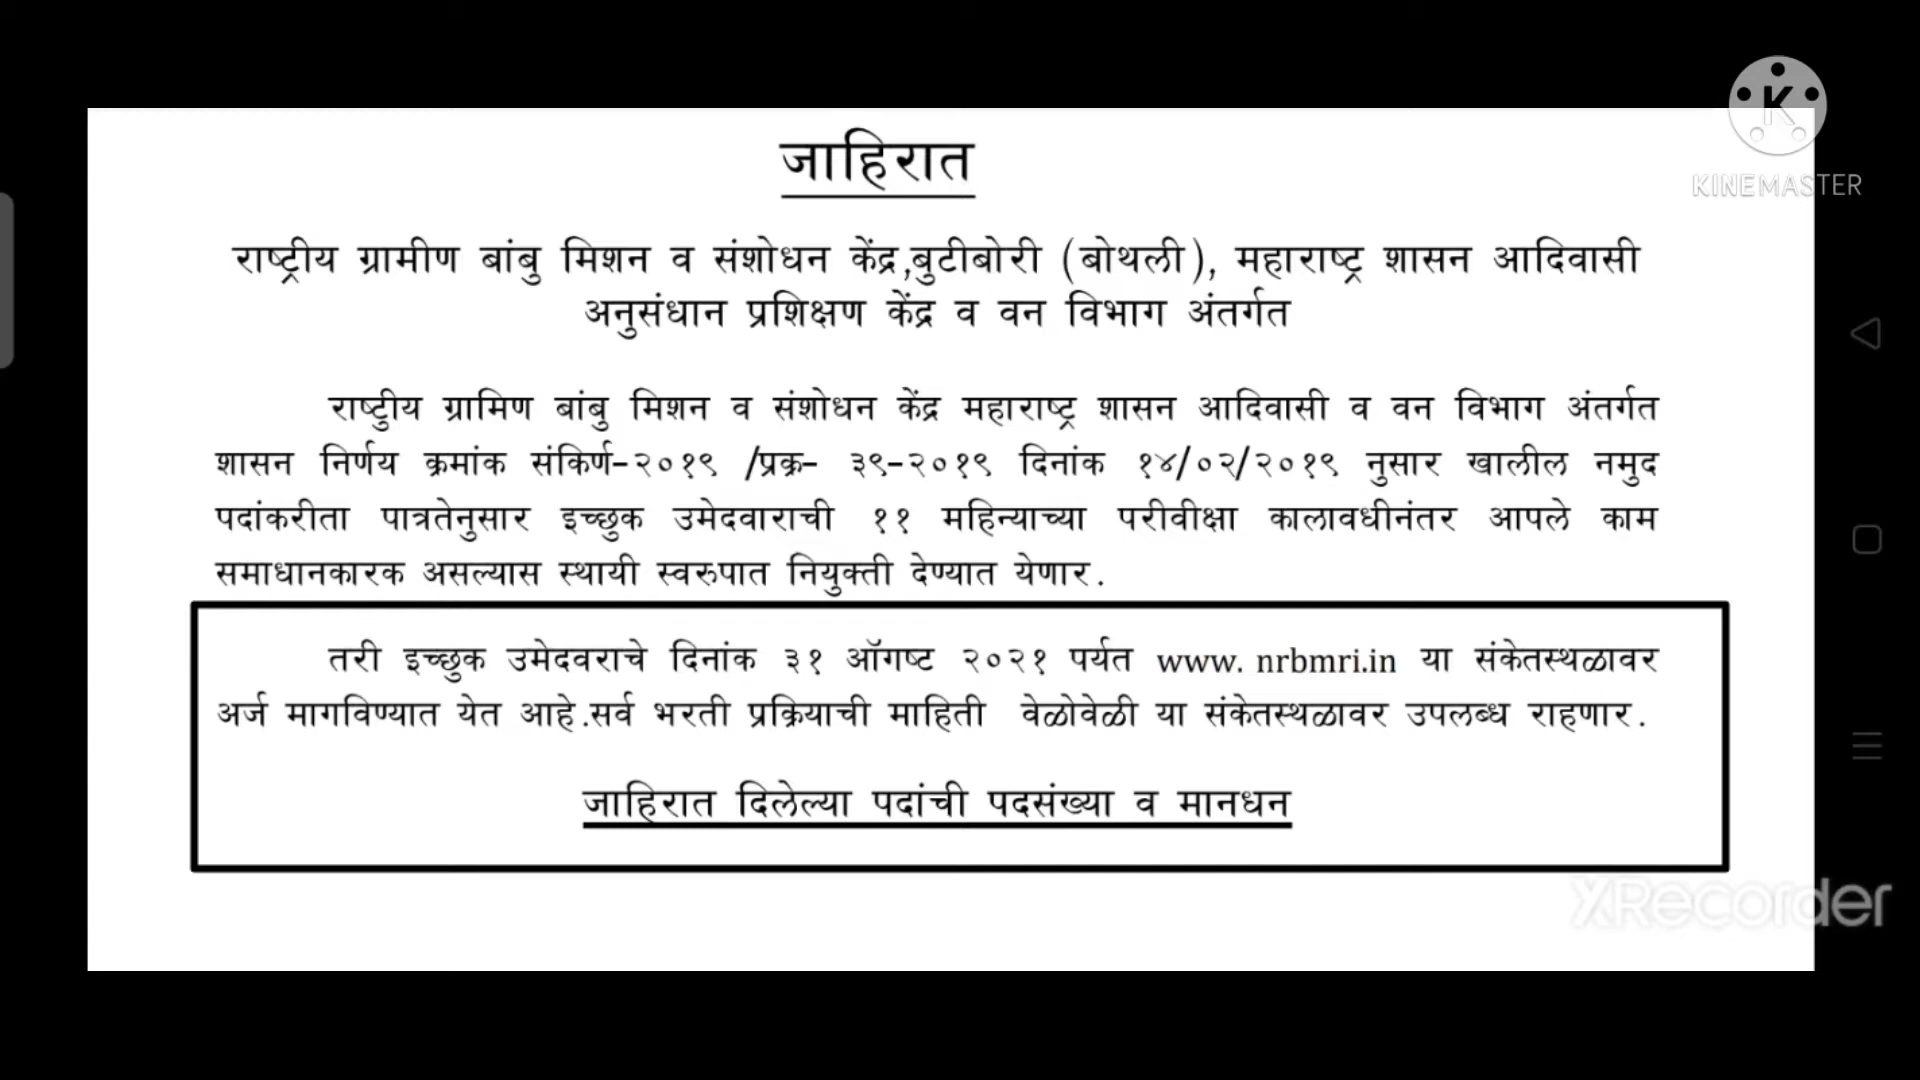 जाहिरात
KINEMASTER
राष्ट्रीय ग्रामीण बांबु मिशन व संशोधन केंद्र,बुटीबोरी (बोथली), महाराष्ट्र शासन आदिवासी
अनुसंधान प्रशिक्षण केंद्र व वन विभाग अंतर्गत
राष्ट्रुीय ग्रामिण बांबु मिशन व संशोधन केंद्र महाराष्ट्र शासन आदिवासी व वन विभाग अंतर्गत
शासन निर्णय क्रमांक संकिर्ण-२०१९ /प्रक्र- ३९-२०१९ दिनांक १४/०२/२०१९ नुसार खालील नमुद
पदांकरीता पात्रतेनुसार इच्छुक उमेदवाराची ११ महिन्याच्या परीवीक्षा कालावधीनंतर आपले काम
समाधानकारक असल्यास स्थायी स्वरुपात नियुक्ती देण्यात येणार.
तरी इच्छुक उमेदवराचे दिनांक ३१ ऑगष्ट २०२१ पर्यत www. nrbmri.in या संकेतस्थळावर
अर्ज मागविण्यात येत आहे.सर्व भरती प्रक्रियाची माहिती वेळोवेळी या संकेतस्थळावर उपलब्ध राहणार.
जाहिरात दिलेल्या पदांची पदसंख्या व मानधन
XRecorder